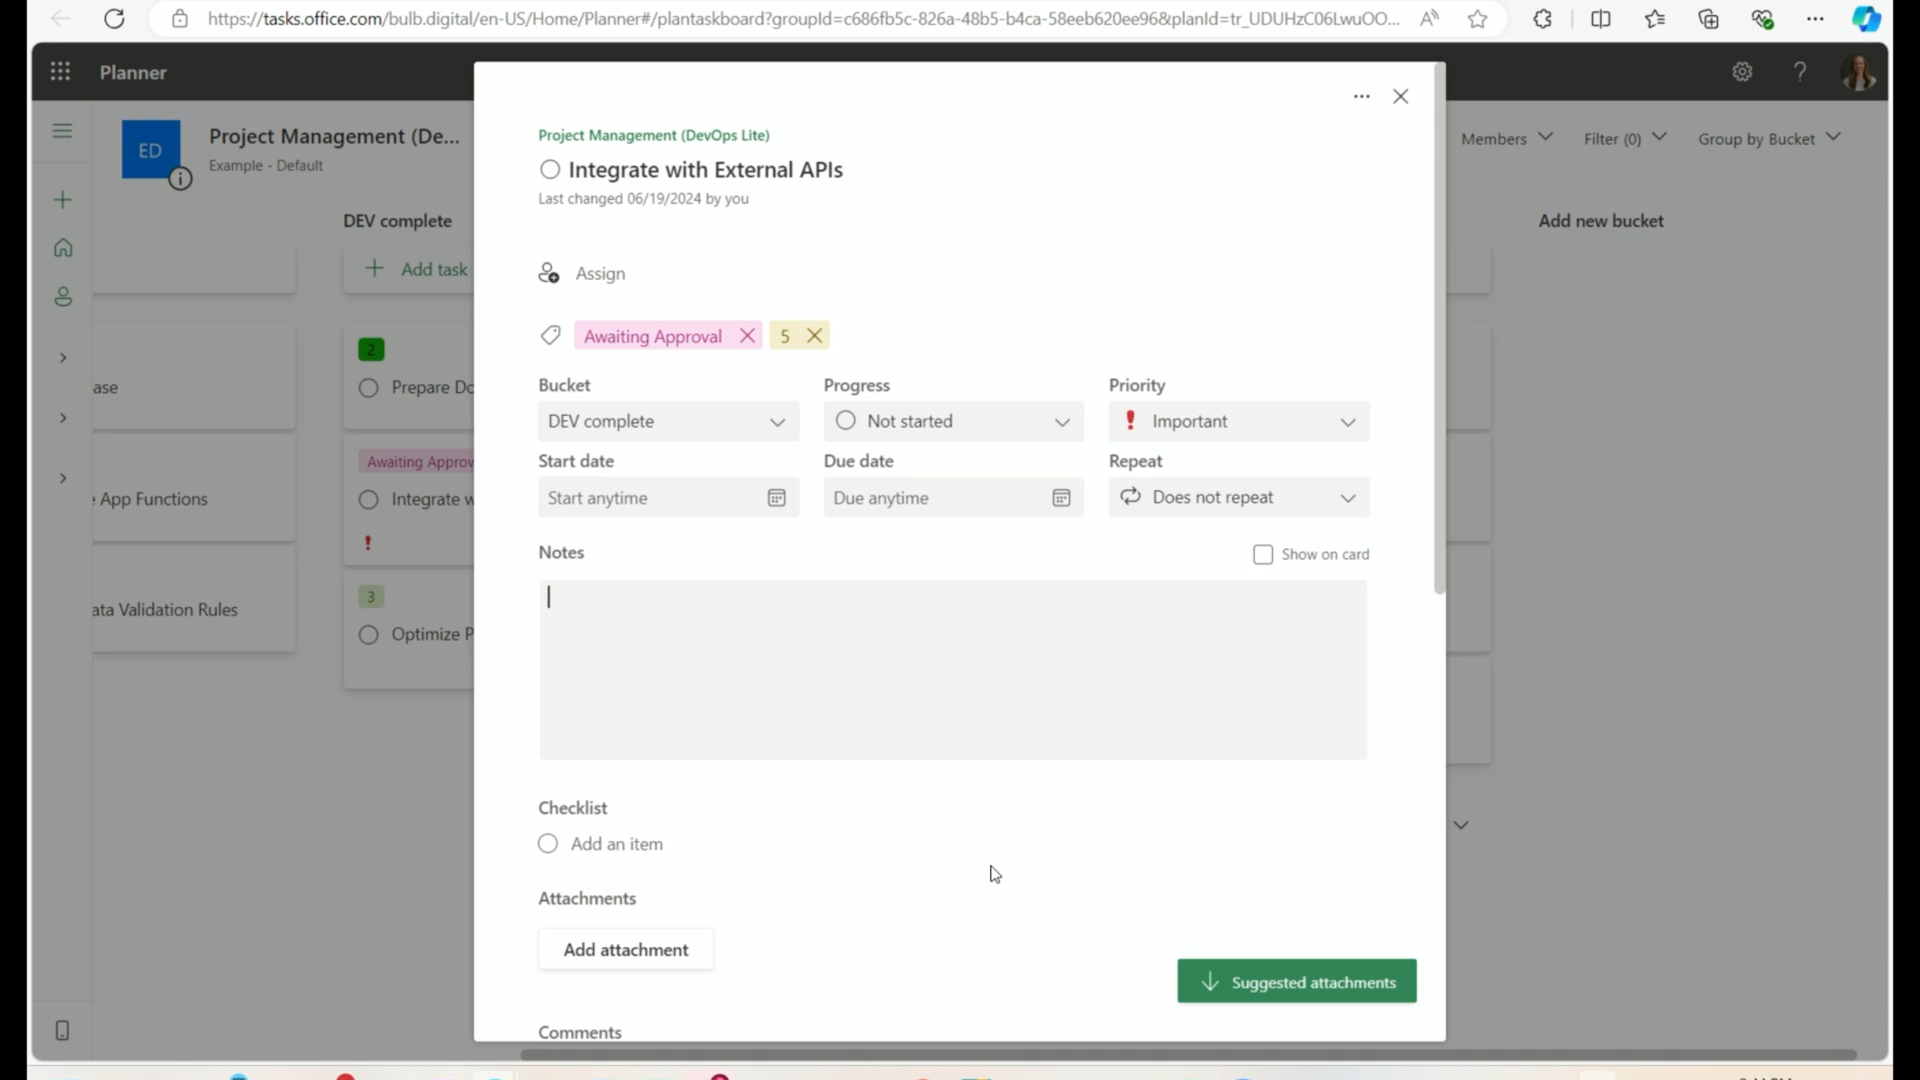 https://tasks.office.com/bulb.digital/en-US/Home/Planner#/plantaskboard?groupId=c686fb5c-826a-48b5-b4ca-58eeb620ee96&planId=tr_UDUHzC06LwuOO...
Planner
ED
Project Management (De...
Example - Default
Members
Filter (0)
Group by Bucket
DEV complete
Add new bucket
Add task
2
ase
Prepare Do
Awaiting Approv
App Functions
Integrate w
3
ata Validation Rules
Optimize P
Project Management (DevOps Lite)
Integrate with External APIs
Last changed 06/19/2024 by you
Assign
Awaiting Approval
5
Bucket
Progress
Priority
DEV complete
Not started
Important
Start date
Due date
Repeat
Start anytime
Due anytime
Does not repeat
Notes
Show on card
Checklist
Add an item
Attachments
Add attachment
Suggested attachments
Comments